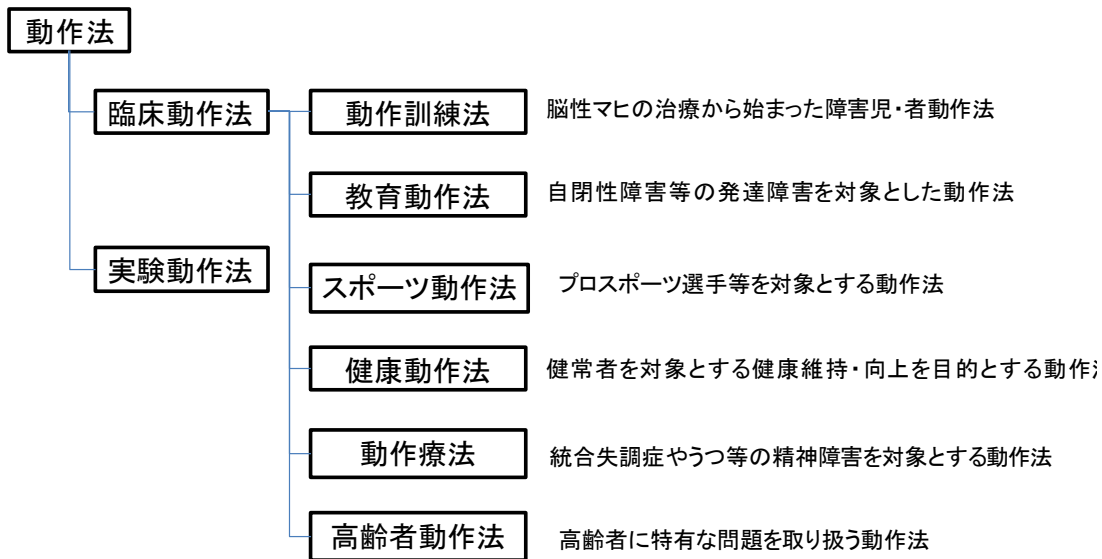 動作法
臨床動作法
動作訓練法
脳性マヒの治療から始まった障害児・者動作法
教育動作法
自閉性障害等の発達障害を対象とした動作法
実験動作法
スポーツ動作法
プロスポーツ選手等を対象とする動作法
健康動作法
健常者を対象とする健康維持・向上を目的とする動作法
動作療法
統合失調症やうつ等の精神障害を対象とする動作法
高齢者動作法
高齢者に特有な問題を取り扱う動作法